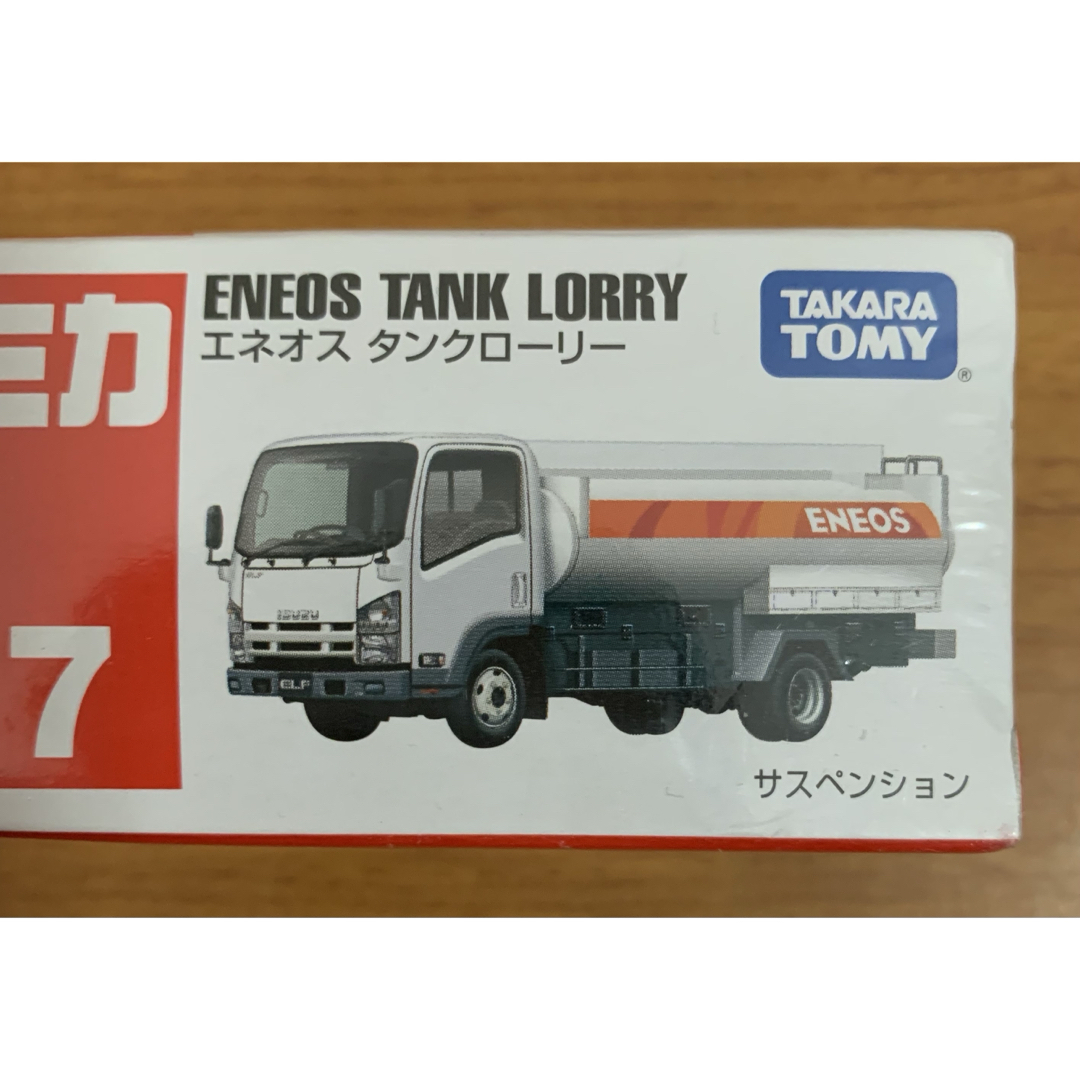 ENEOS TANK LORRY
エネオス タンクローリー
TAKARA
TOMY
®
ミカ
7
ENEOS
ELF
ISUZU
ELF
サスペンション